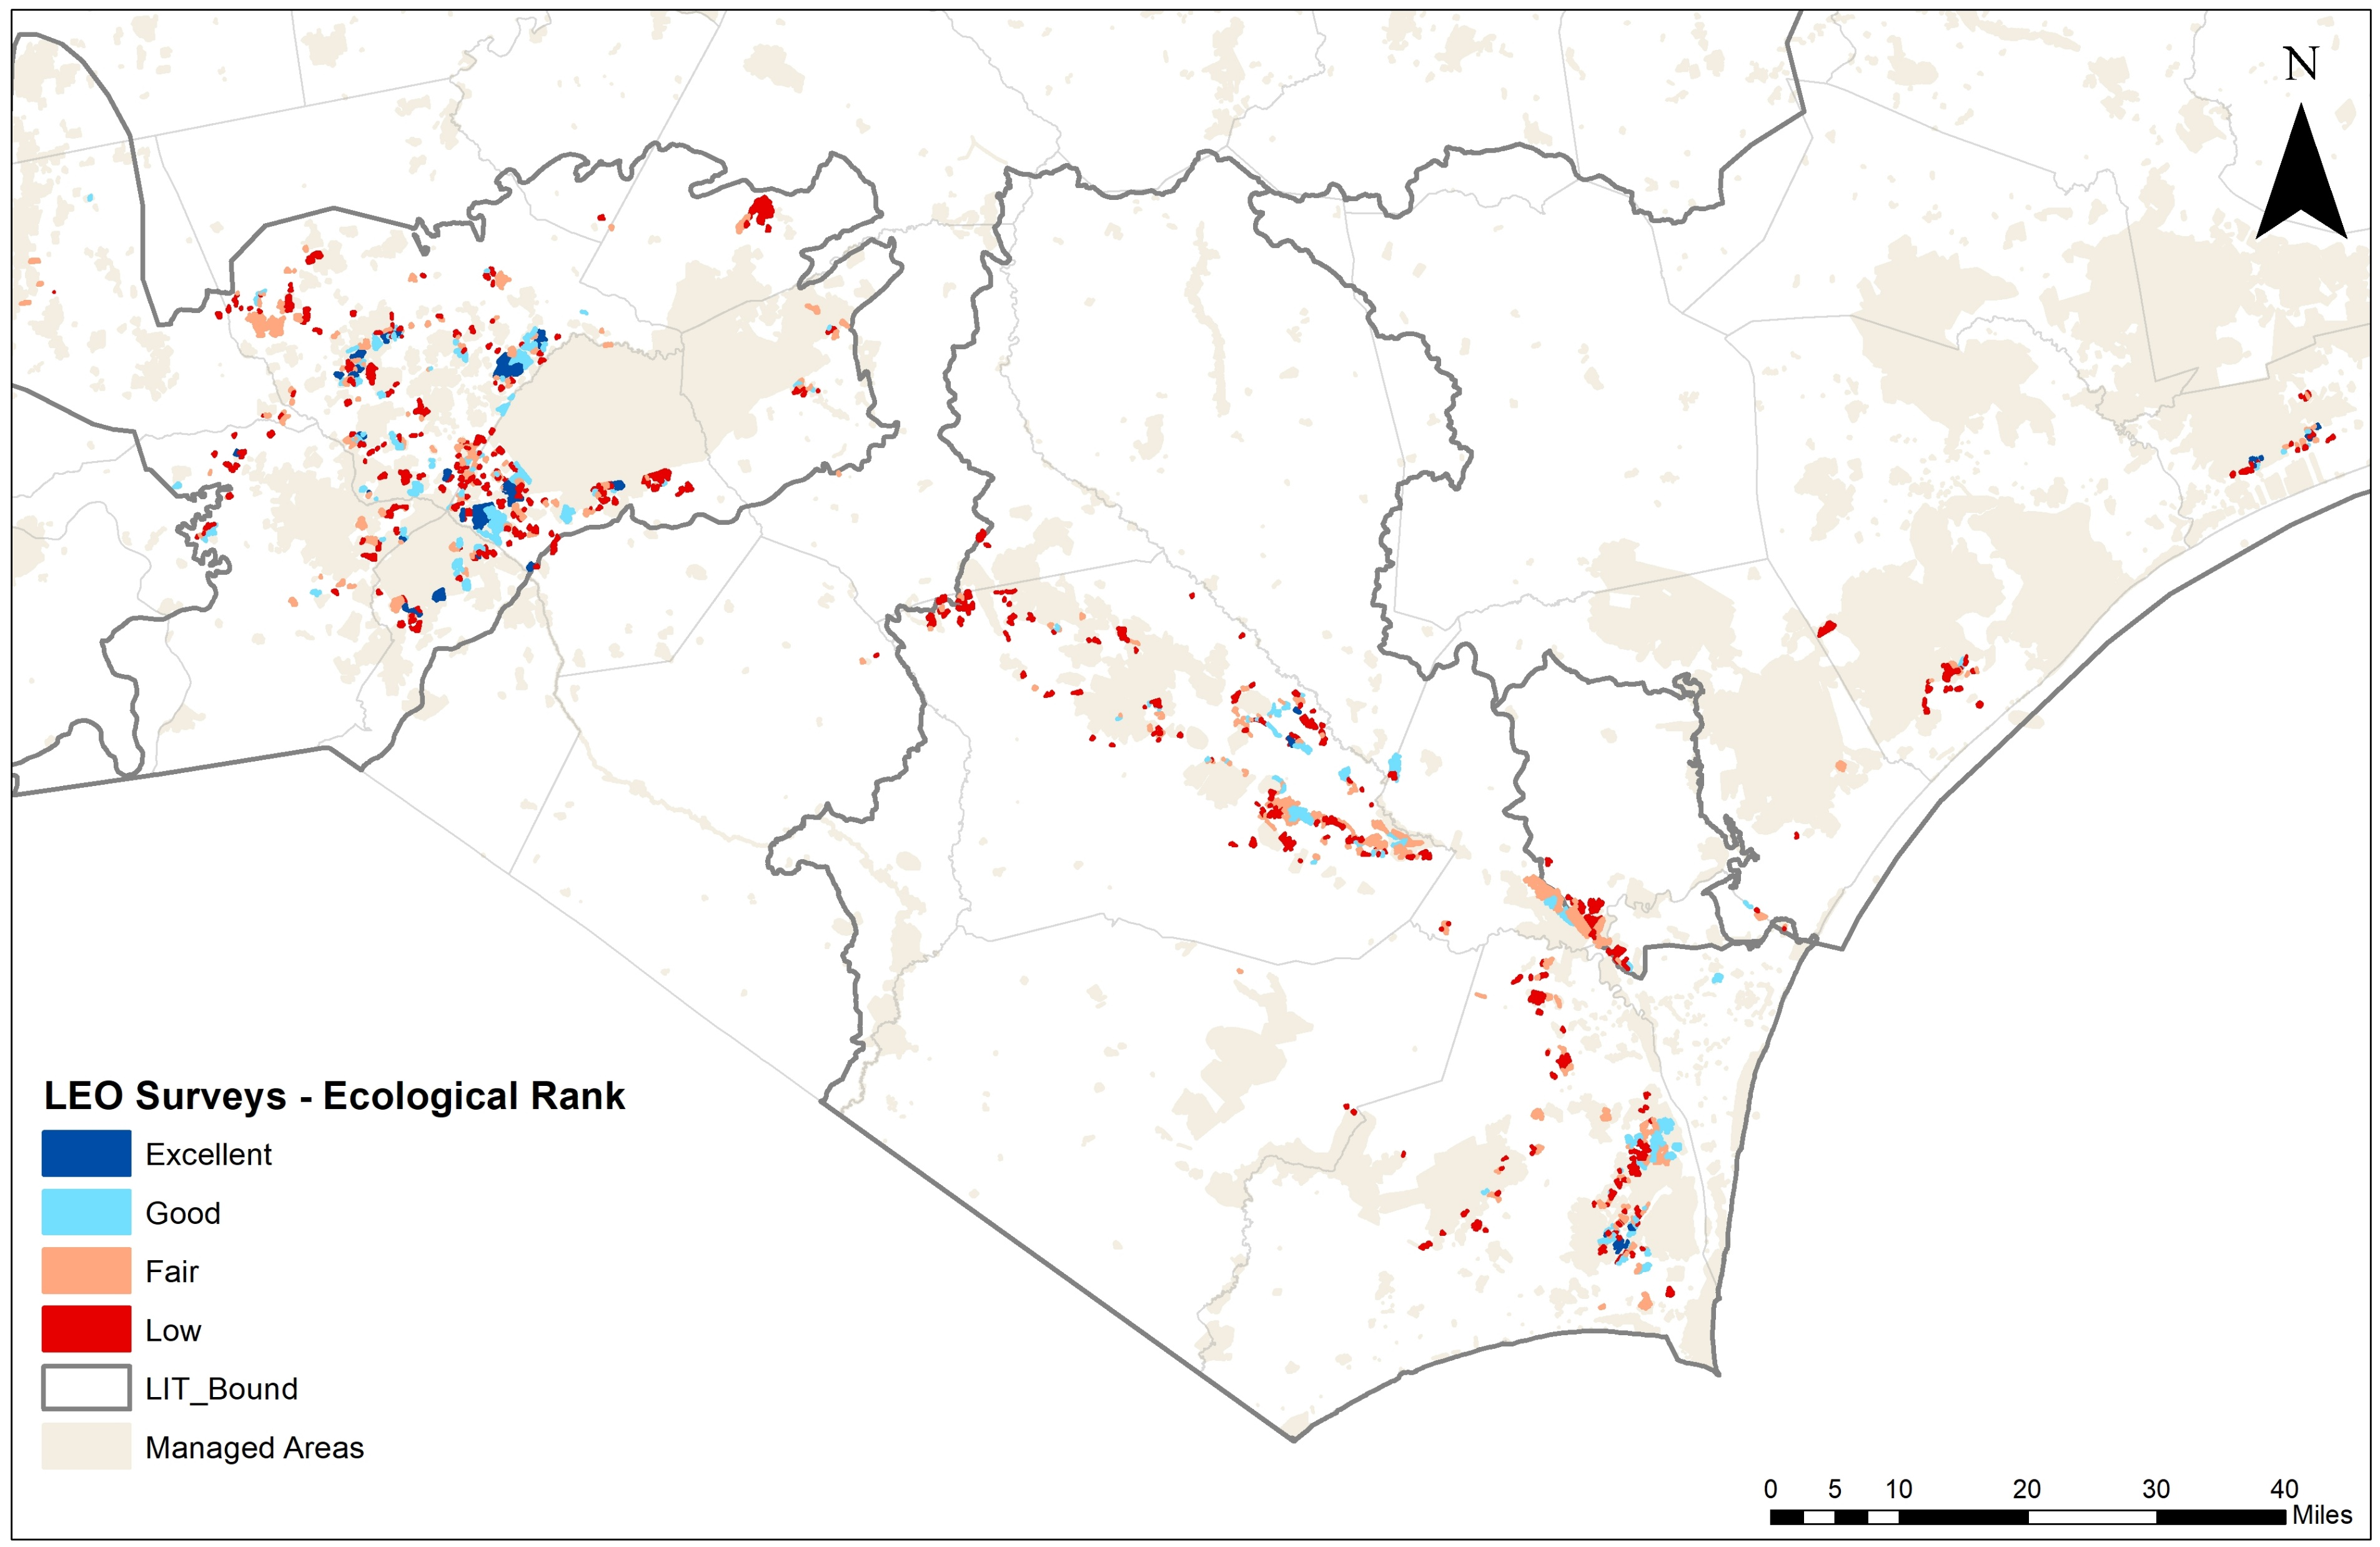 N
LEO Surveys - Ecological Rank
Excellent
Good
Fair
Low
LIT_Bound
Managed Areas
0 5 10 20 30 40
Miles